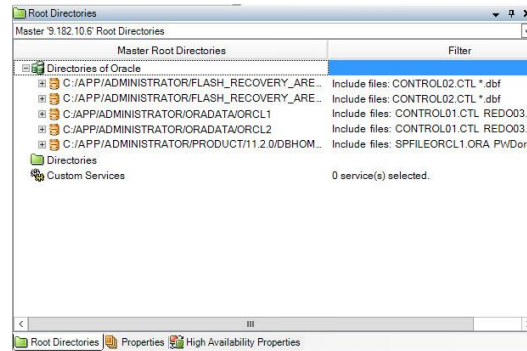 Root Directories
Master '9.182.10.6' Root Directories
Master Root Directories Filter
Directories of Oracle
C:/APP/ADMINISTRATOR/FLASH_RECOVERY_ARE... Include files: CONTROL02.CTL *.dbf
C:/APP/ADMINISTRATOR/FLASH_RECOVERY_ARE... Include files: CONTROL02.CTL *.dbf
C:/APP/ADMINISTRATOR/ORADATA/ORCL1 Include files: CONTROL01.CTL REDO03.
C:/APP/ADMINISTRATOR/ORADATA/ORCL2 Include files: CONTROL01.CTL REDO03.
C:/APP/ADMINISTRATOR/PRODUCT/11.2.0/DBHOM... Include files: SPFILEORCL1.ORA PWDor
Directories
Custom Services 0 service(s) selected.
Root Directories Properties High Availability Properties